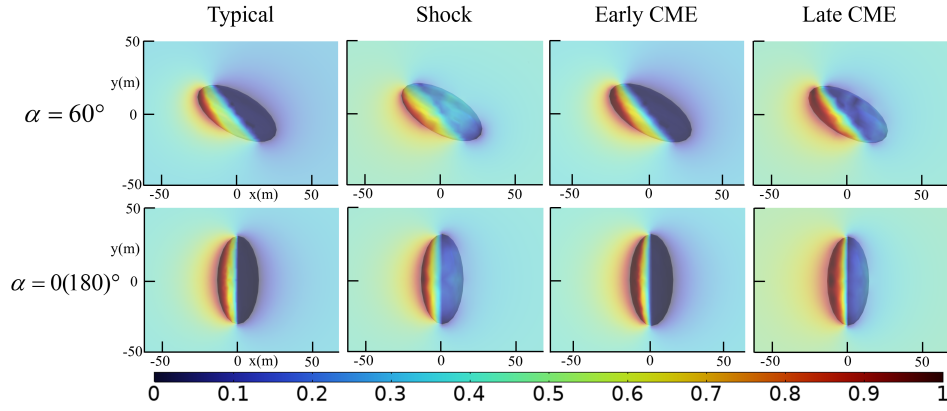 Typical Shock Early CME Late CME
50
y(m)
α = 60° 0
-50
-50 0 x(m) 50 -50 0 50 -50 0 50 -50 0 50
50
y(m)
α = 0(180)° 0
-50
-50 0 x(m) 50 -50 0 50 -50 0 50 -50 0 50
0 0.1 0.2 0.3 0.4 0.5 0.6 0.7 0.8 0.9 1